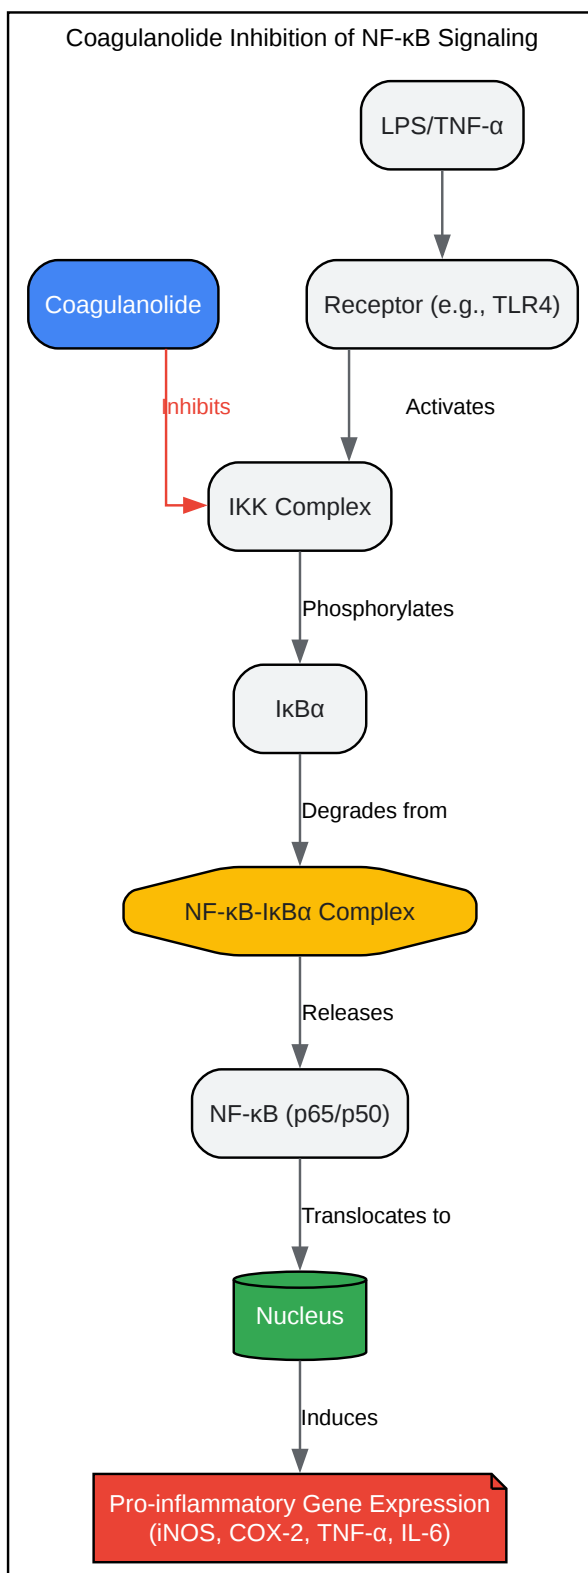 Coagulanolide Inhibition of NF-κB Signaling
LPS/TNF-α
Coagulanolide
Receptor (e.g., TLR4)
Inhibits
Activates
IKK Complex
Phosphorylates
IκBα
Degrades from
NF-κB-IκBα Complex
Releases
NF-κB (p65/p50)
Translocates to
Nucleus
Induces
Pro-inflammatory Gene Expression
(iNOS, COX-2, TNF-α, IL-6)